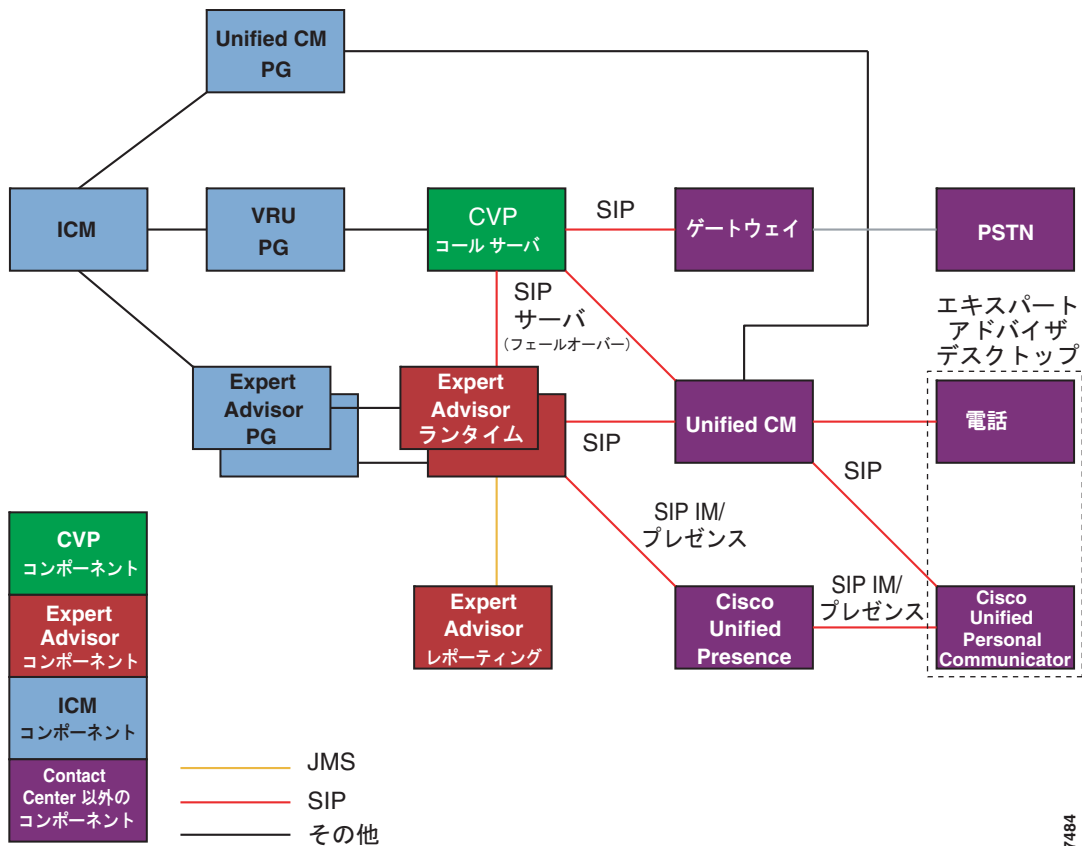 Unified CM
PG
ICM
VRU
PG
CVP
コール サーバ
SIP
ゲートウェイ
PSTN
SIP
サーバ
(フェールオーバー)
エキスパート
アドバイザ
デスクトップ
Expert
Advisor
PG
Expert
Advisor
ランタイム
SIP
Unified CM
電話
SIP
SIP IM/
プレゼンス
SIP IM/
プレゼンス
Expert
Advisor
レポーティング
Cisco
Unified
Presence
Cisco
Unified
Personal
Communicator
CVP
コンポーネント
Expert
Advisor
コンポーネント
ICM
コンポーネント
Contact
Center 以外の
コンポーネント
JMS
SIP
その他